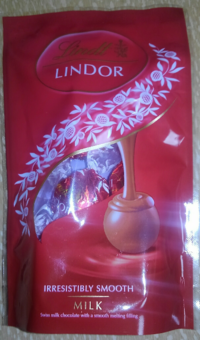 Lindt
LINDOR
IRRESISTIBLY SMOOTH
MILK
Swiss milk chocolate with a smooth melting filling